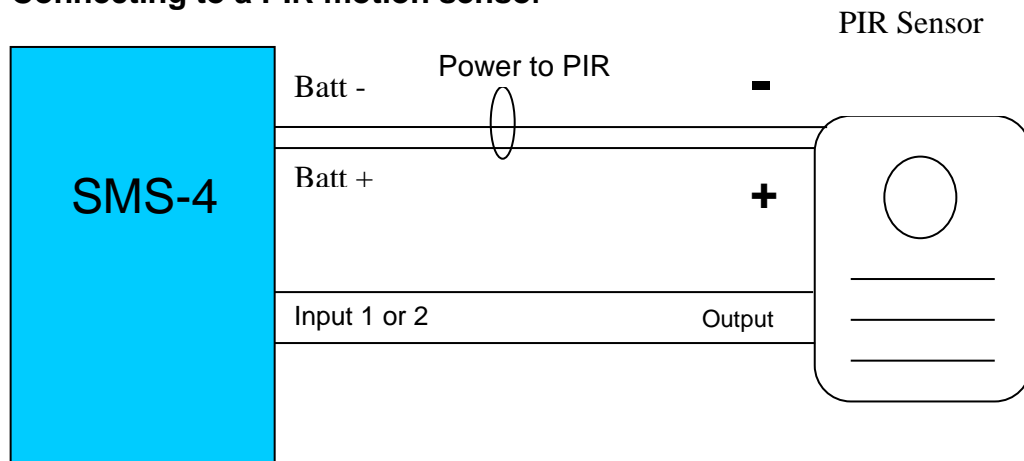 Connecting to a PIR motion sensor
PIR Sensor
Power to PIR
Batt -
-
Batt +
+
SMS-4
Input 1 or 2
Output